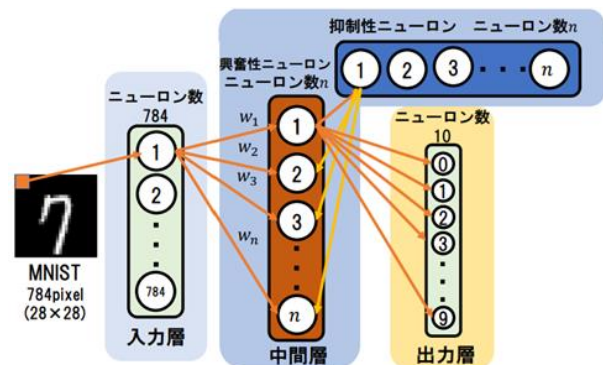 抑制性ニューロン ニューロン数n
1 2 3 ・・・ n
興奮性ニューロン
ニューロン数n
ニューロン数
784
ニューロン数
10
1
2
784
入力層
w1
w2
w3
wn
1
2
3
n
中間層
0
1
2
3
9
出力層
MNIST
784pixel
(28×28)